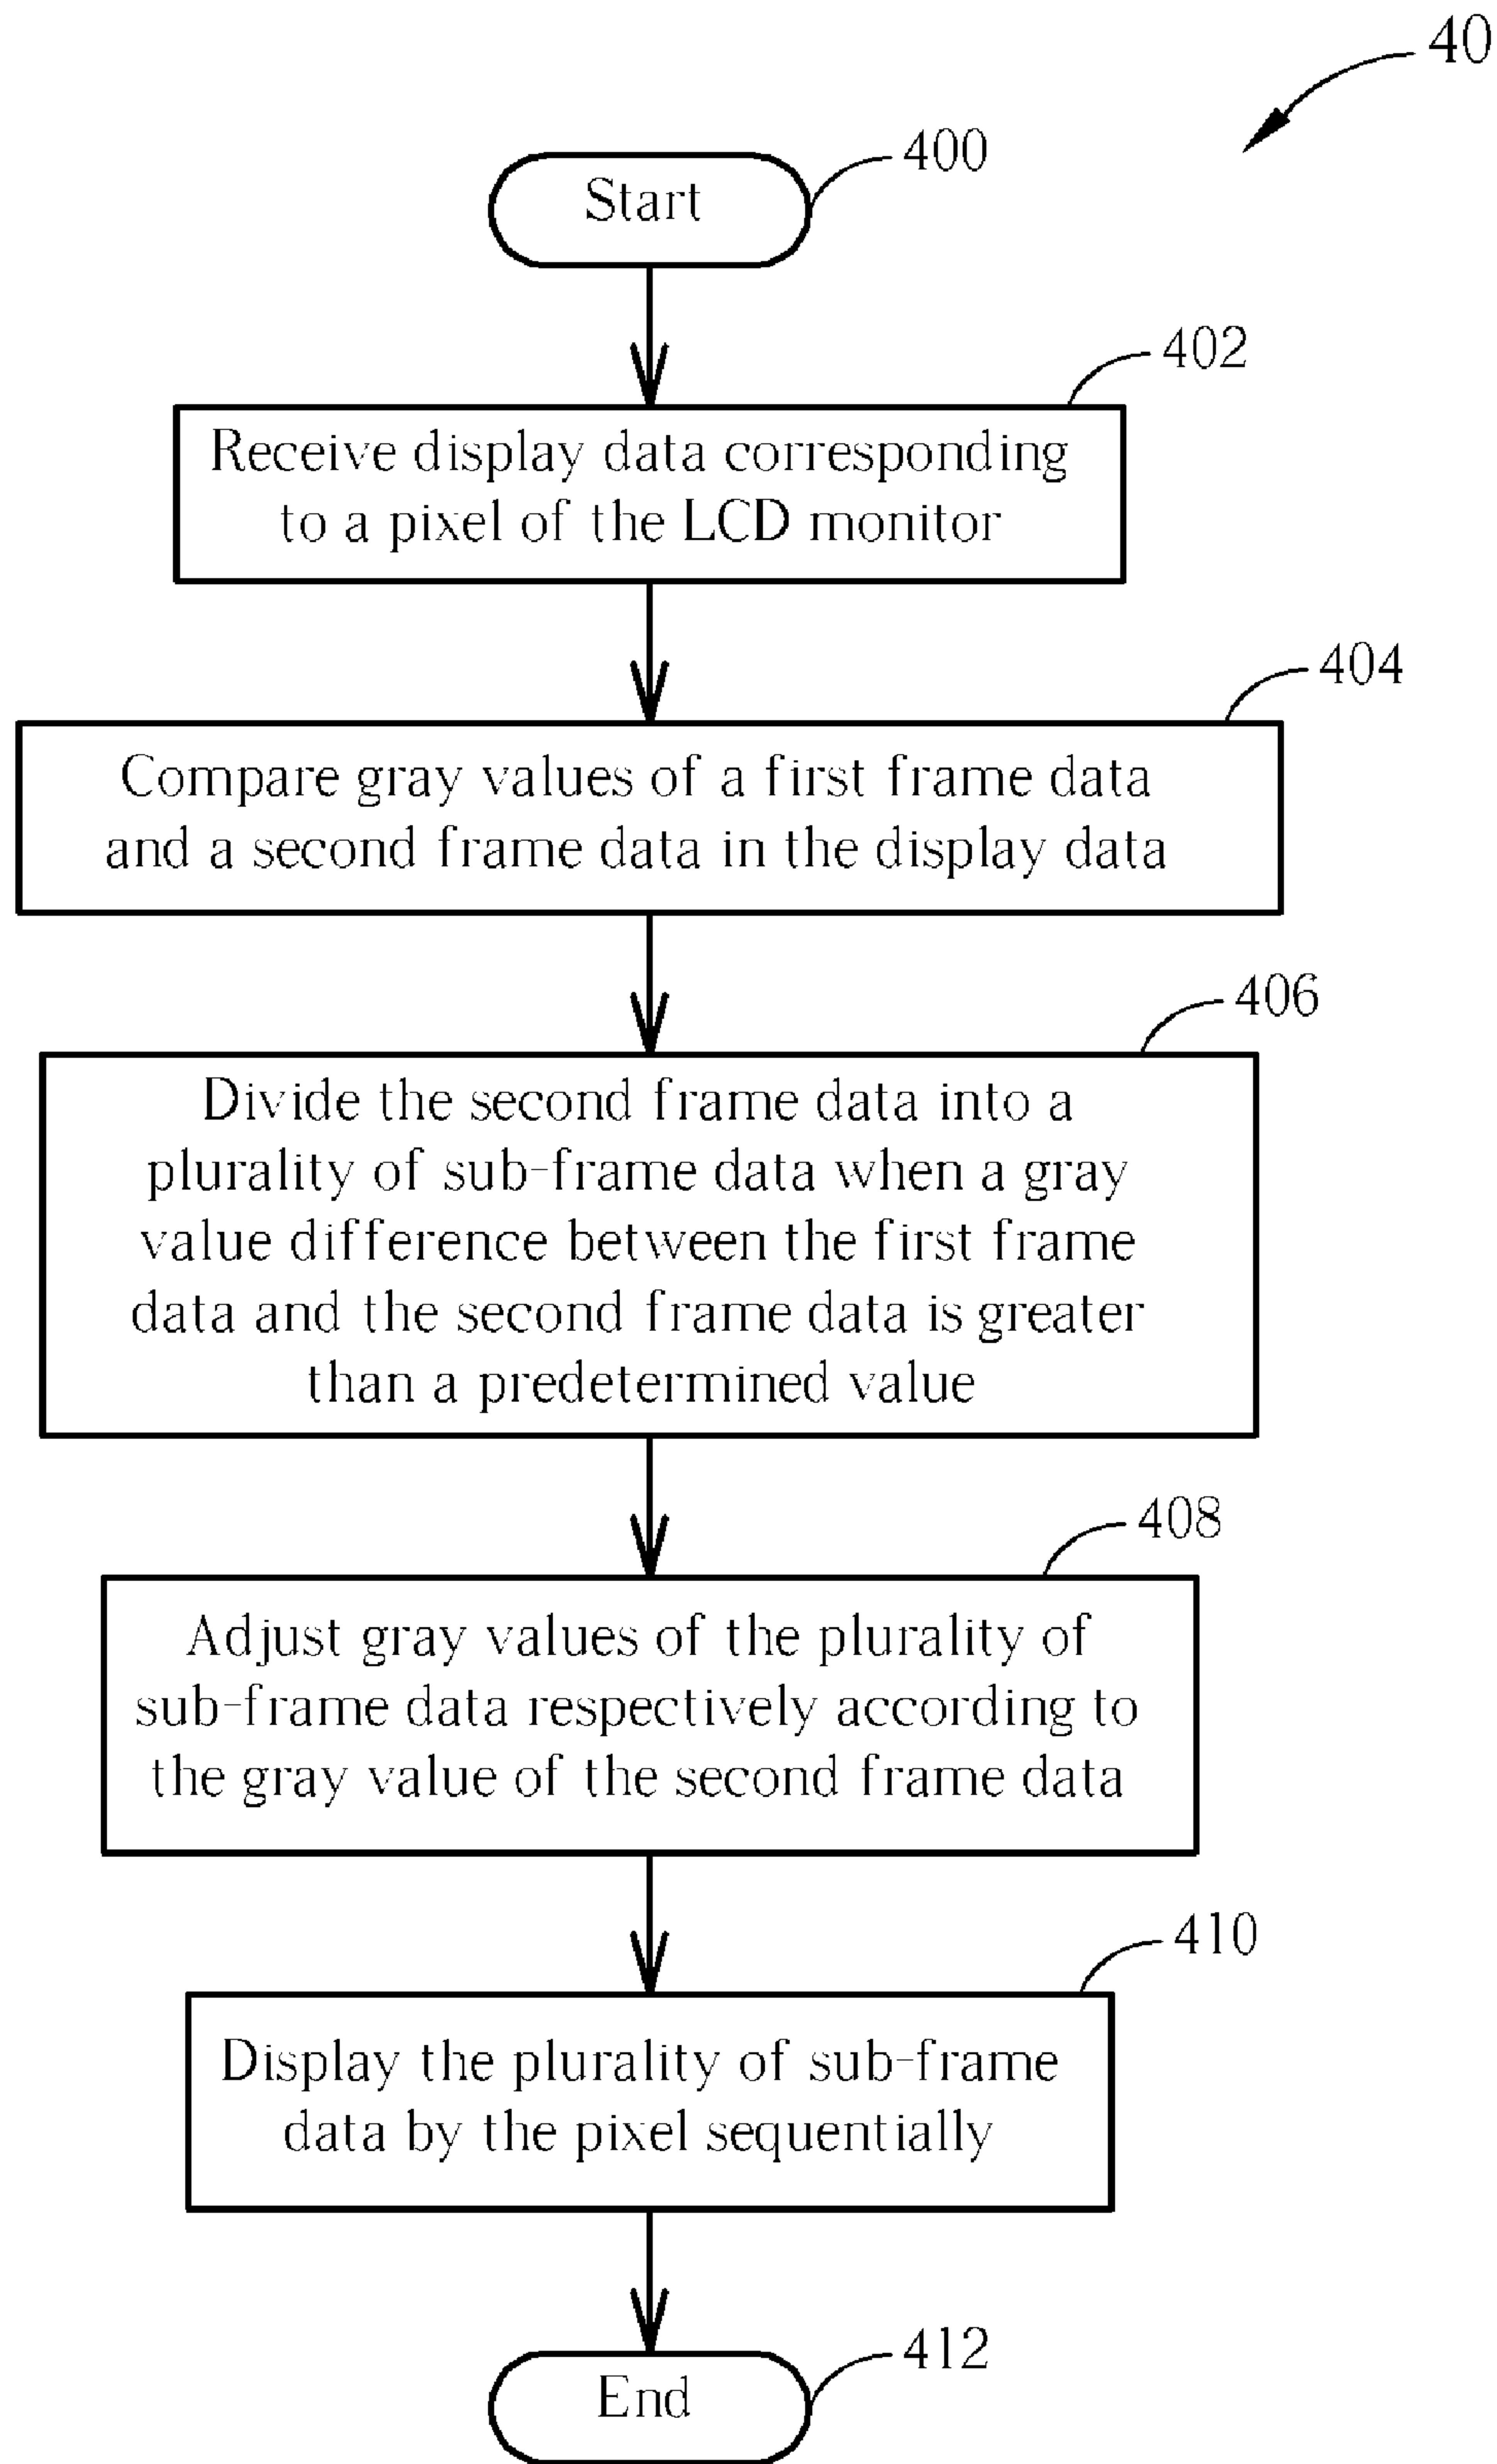 40
400
Start
402
Receive display data corresponding
to a pixel of the LCD monitor
404
Compare gray values of a first frame data
and a second frame data in the display data
406
Divide the second frame data into a
plurality of sub-frame data when a gray
value difference between the first frame
data and the second frame data is greater
than a predetermined value
408
Adjust gray values of the plurality of
sub-frame data respectively according to
the gray value of the second frame data
410
Display the plurality of sub-frame
data by the pixel sequentially
412
End